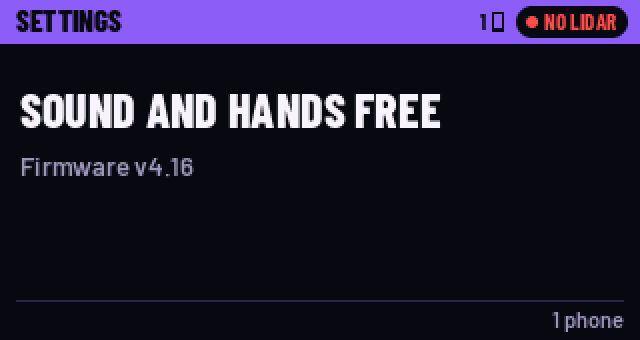 SETTINGS
1 NO LIDAR
SOUND AND HANDS FREE
Firmware v4.16
1 phone